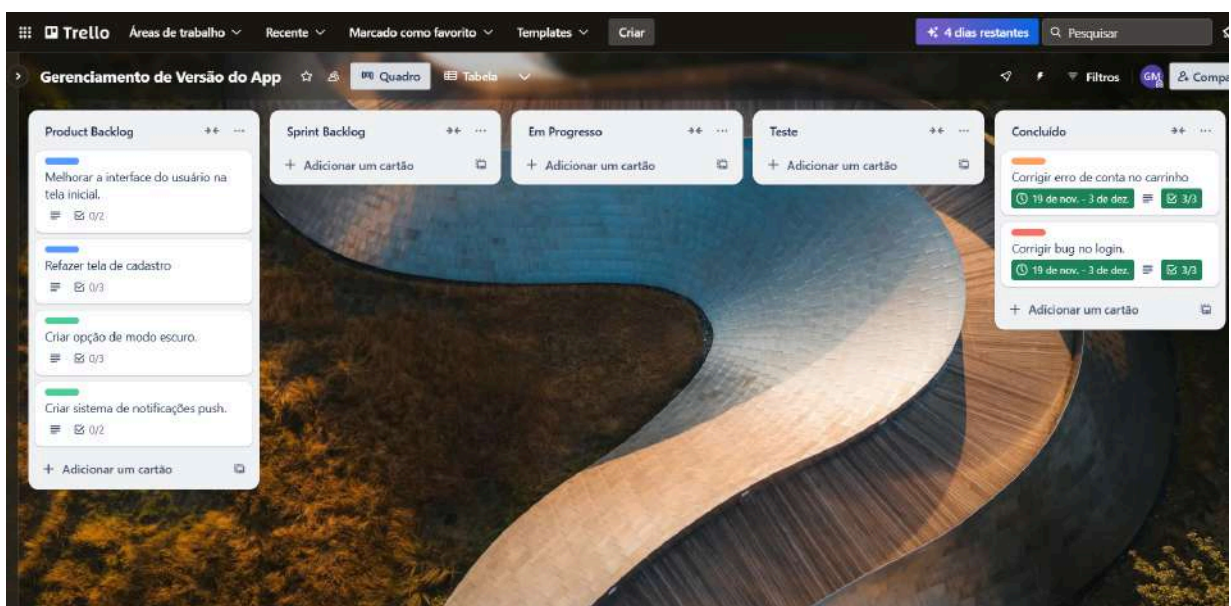 Trello Áreas de trabalho Recente Marcado como favorito Templates Criar 4 dias restantes Pesquisar
Gerenciamento de Versão do App Quadro Tabela Filtros GM Compa
Product Backlog
Melhorar a interface do usuário na
tela inicial.
0/2
Refazer tela de cadastro
0/3
Criar opção de modo escuro.
0/3
Criar sistema de notificações push.
0/2
+ Adicionar um cartão
Sprint Backlog
+ Adicionar um cartão
Em Progresso
+ Adicionar um cartão
Teste
+ Adicionar um cartão
Concluído
Corrigir erro de conta no carrinho
19 de nov. - 3 de dez. 3/3
Corrigir bug no login.
19 de nov. - 3 de dez. 3/3
+ Adicionar um cartão